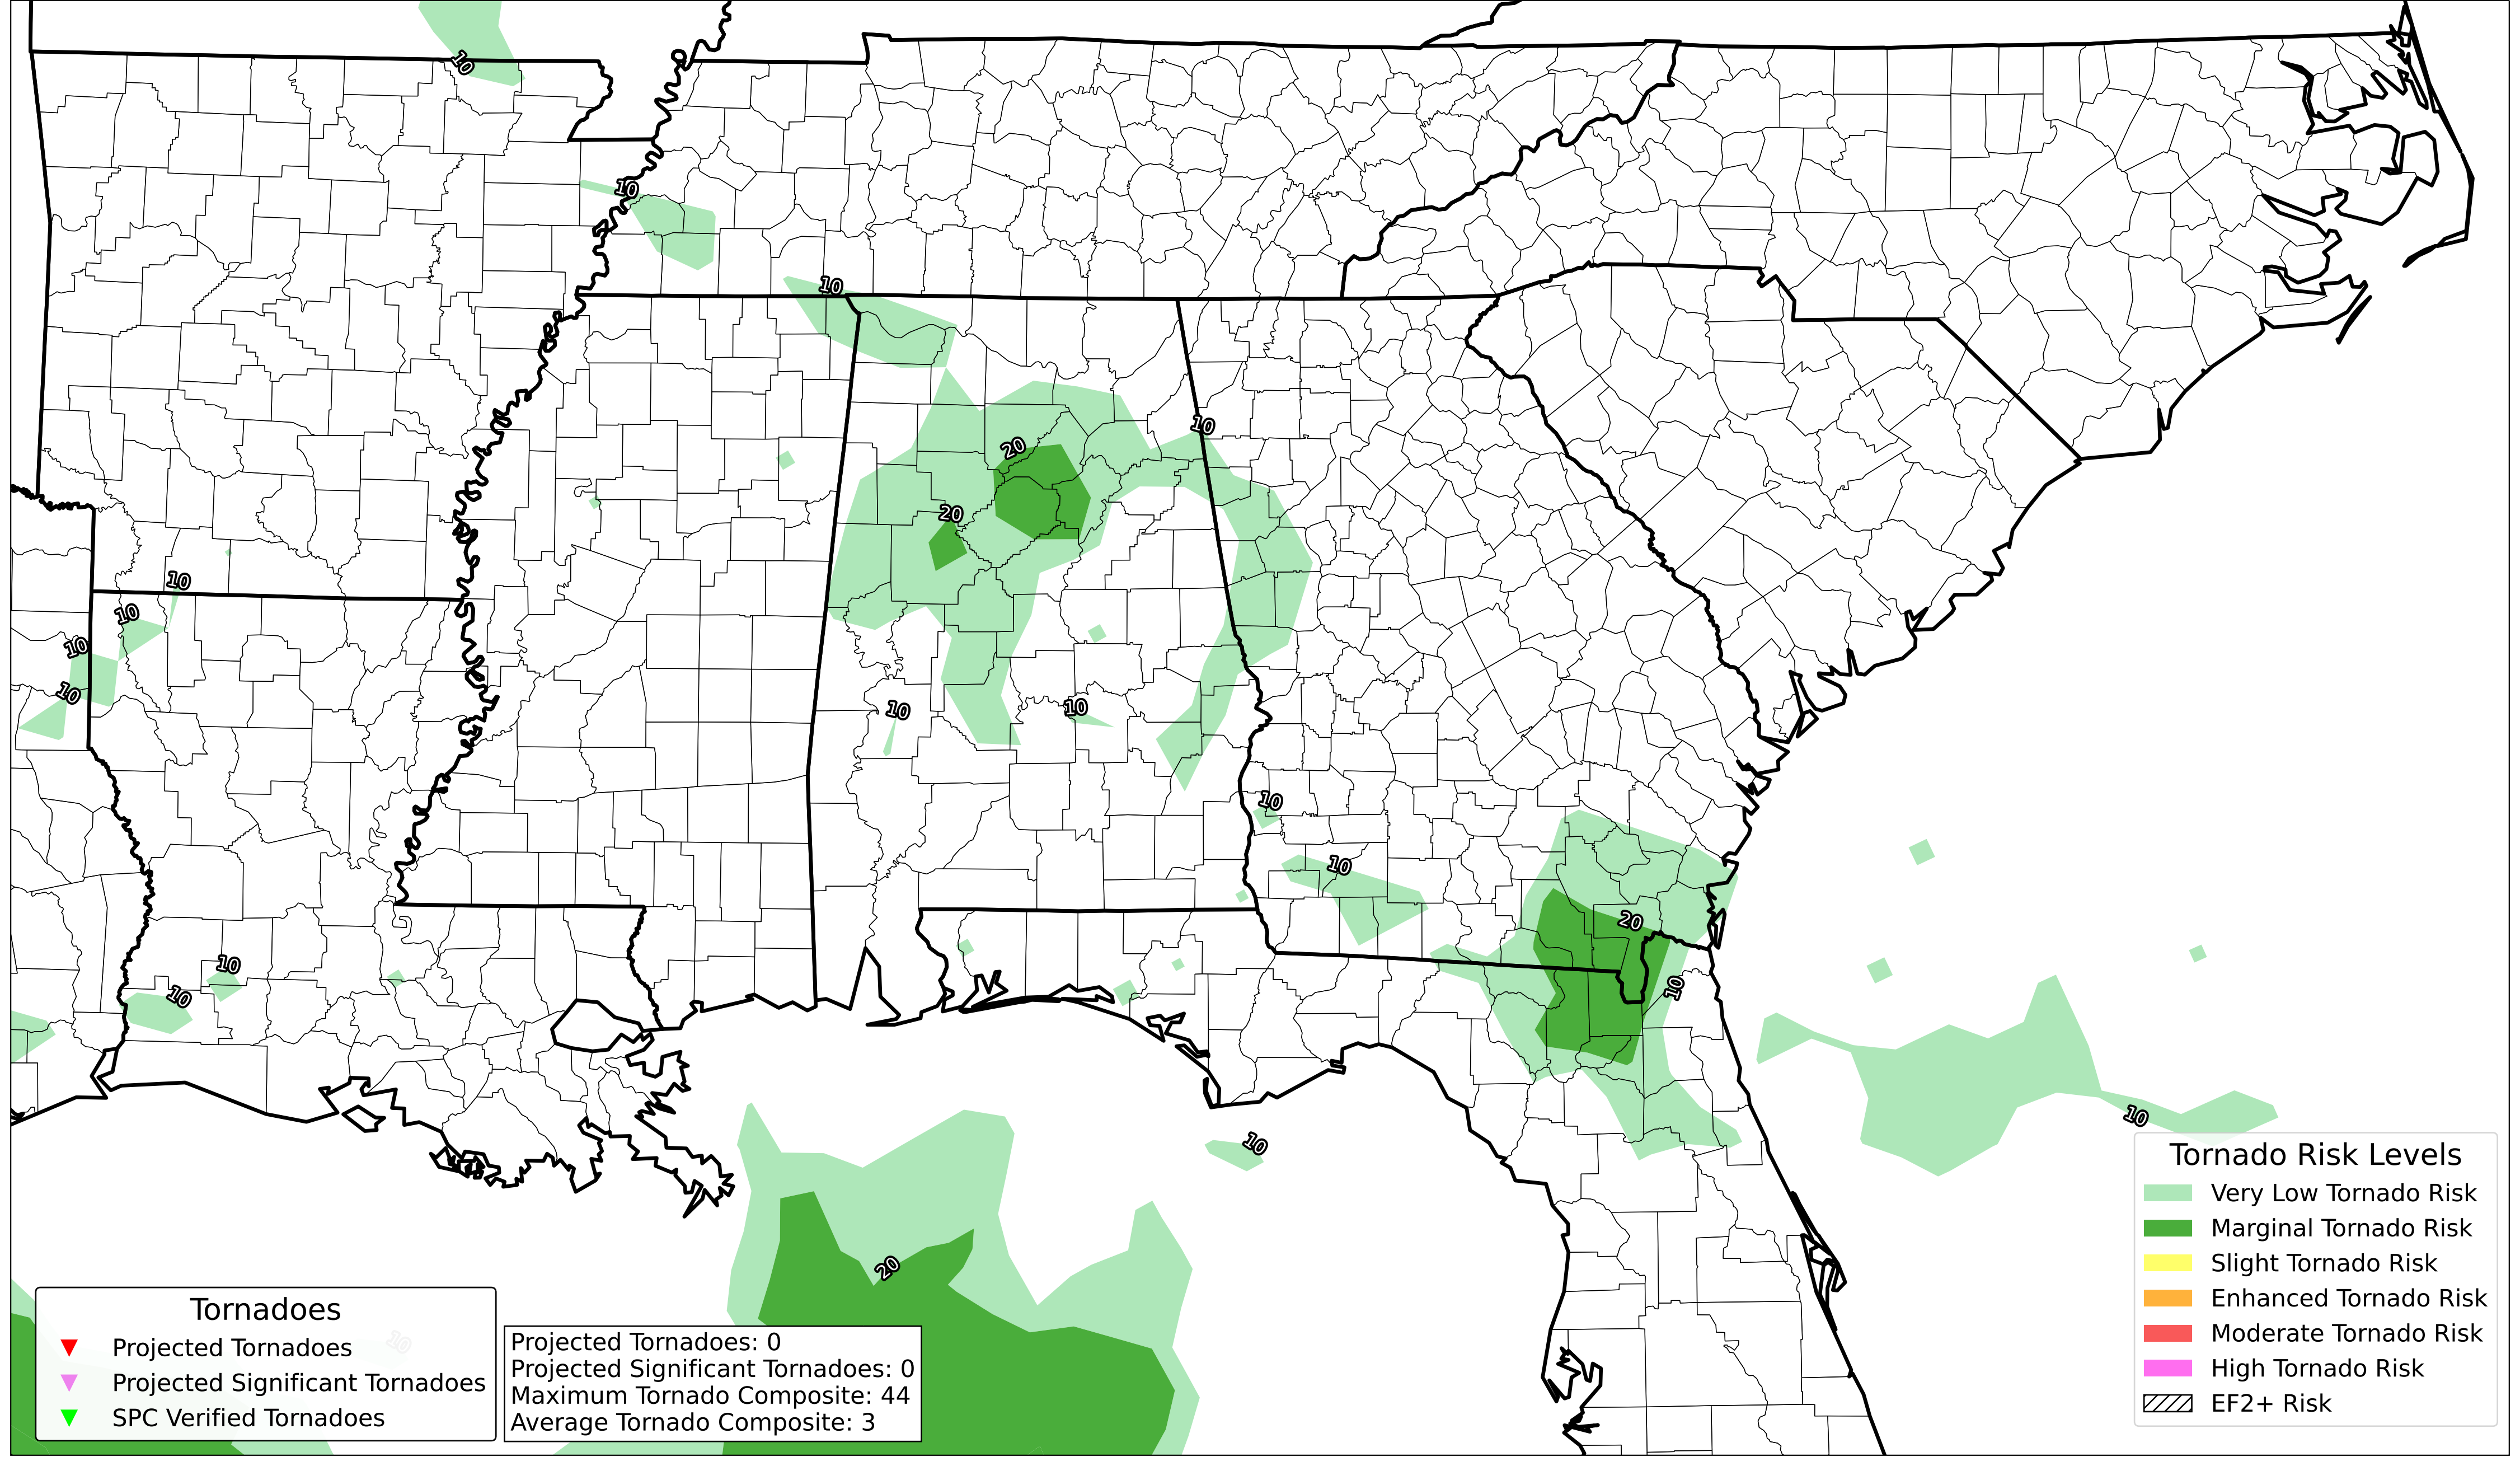 10
10
10
10
20
20
10
10
10
10
10
10
10
10
10
20
10
10
10
10
10
20
10
Tornado Risk Levels
Very Low Tornado Risk
Marginal Tornado Risk
Slight Tornado Risk
Enhanced Tornado Risk
Moderate Tornado Risk
High Tornado Risk
EF2+ Risk
Tornadoes
Projected Tornadoes
Projected Significant Tornadoes
SPC Verified Tornadoes
10
Projected Tornadoes: 0
Projected Significant Tornadoes: 0
Maximum Tornado Composite: 44
Average Tornado Composite: 3